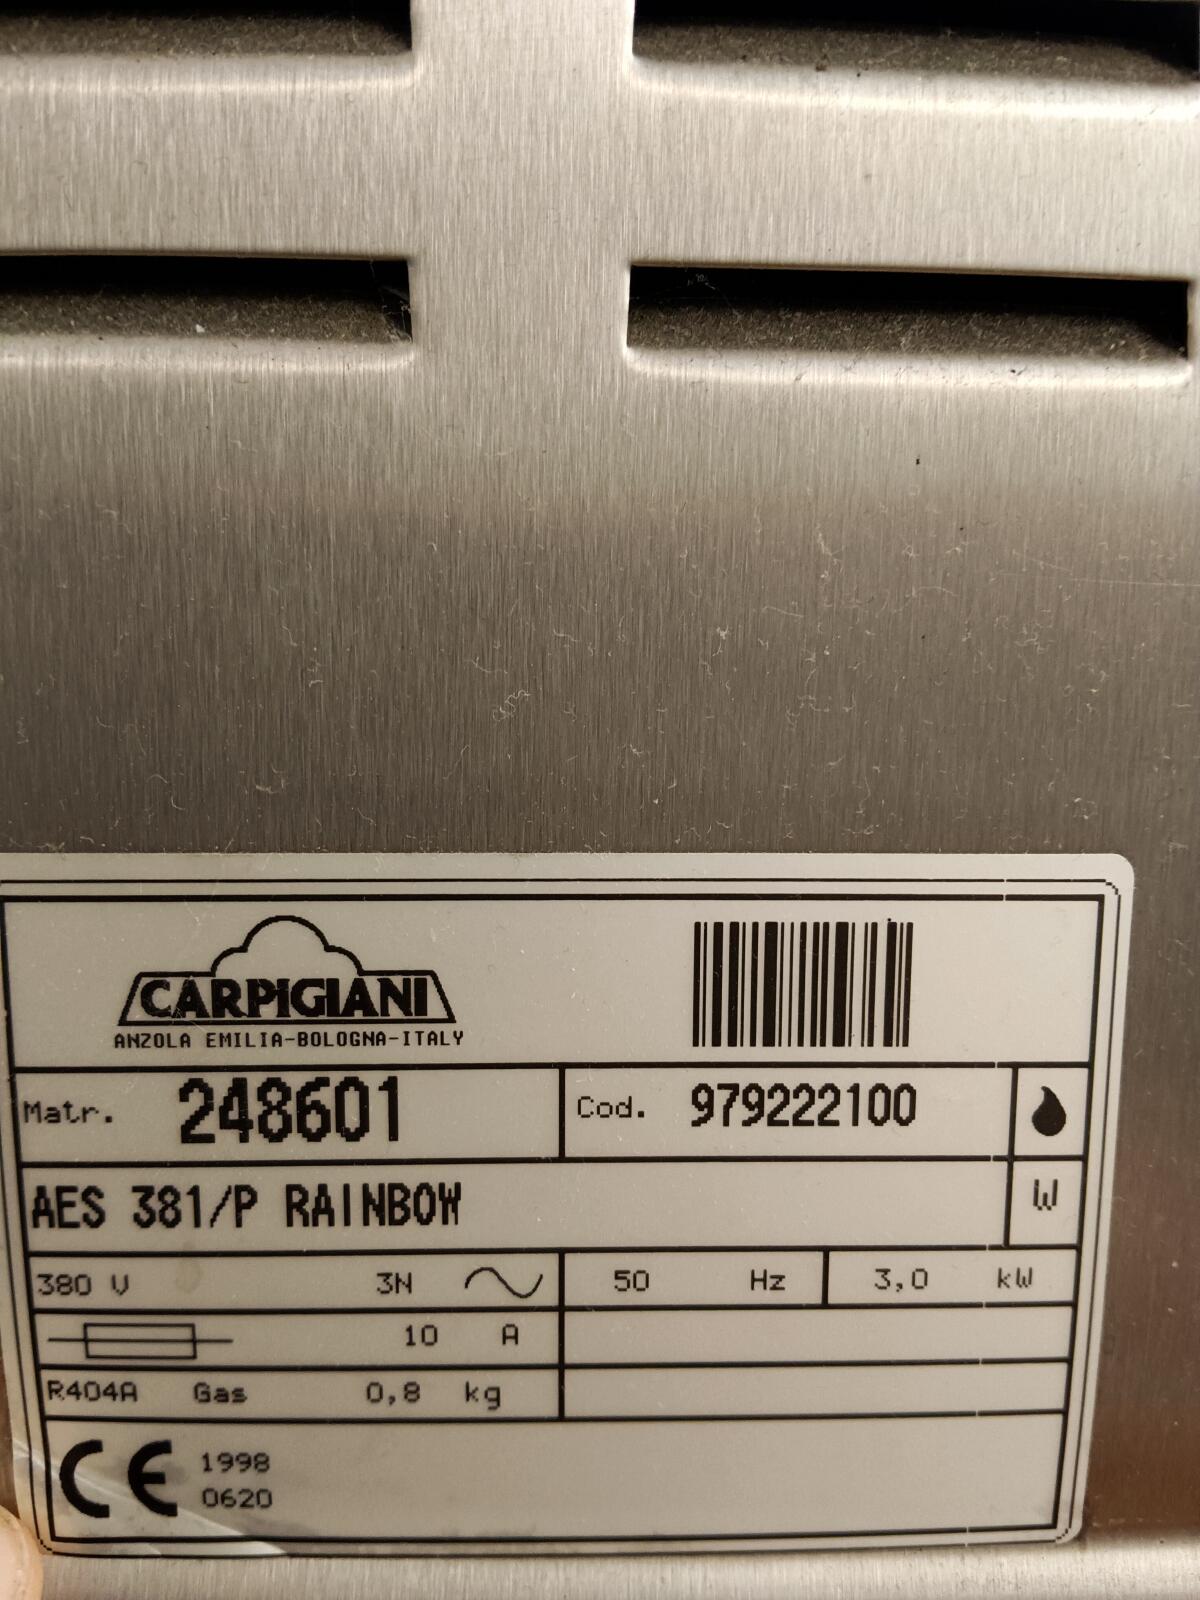 CARPIGIANI
ANZOLA EMILIA-BOLOGNA-ITALY
Matr. 248601 Cod. 979222100
AES 381/P RAINBOW W
380 V 3N 50 Hz 3,0 kW
10 A
R404A Gas 0,8 kg
CE 1998
0620